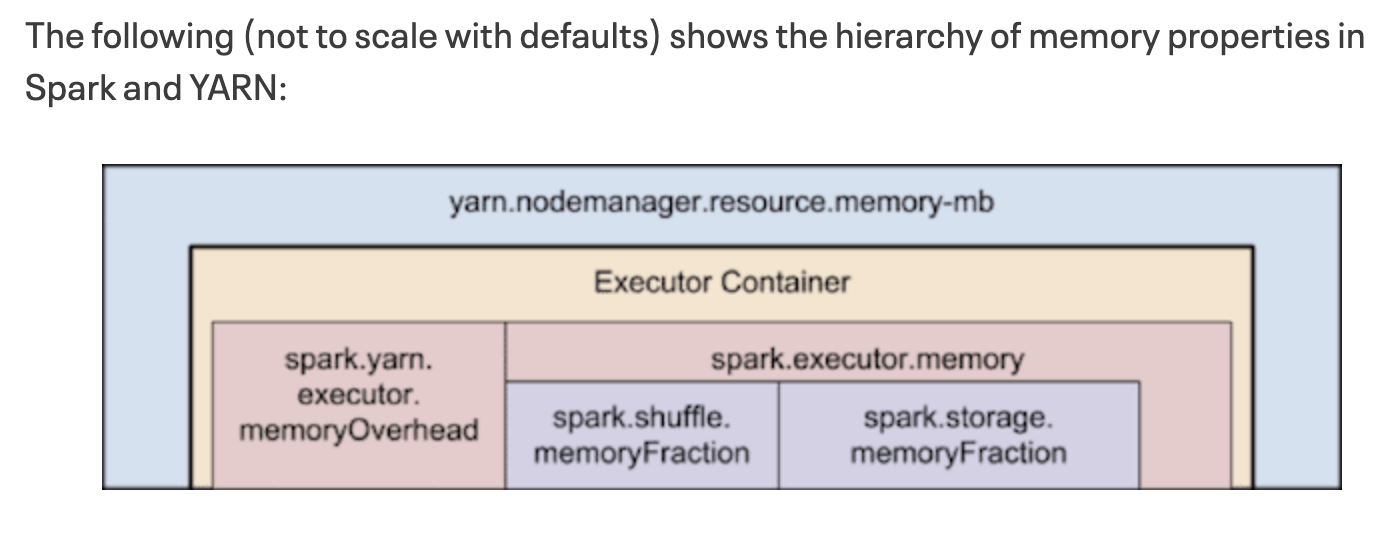 The following (not to scale with defaults) shows the hierarchy of memory properties in
Spark and YARN:
yarn.nodemanager.resource.memory-mb
Executor Container
spark.yarn.
executor.
memoryOverhead
spark.executor.memory
spark.shuffle.
memoryFraction
spark.storage.
memoryFraction